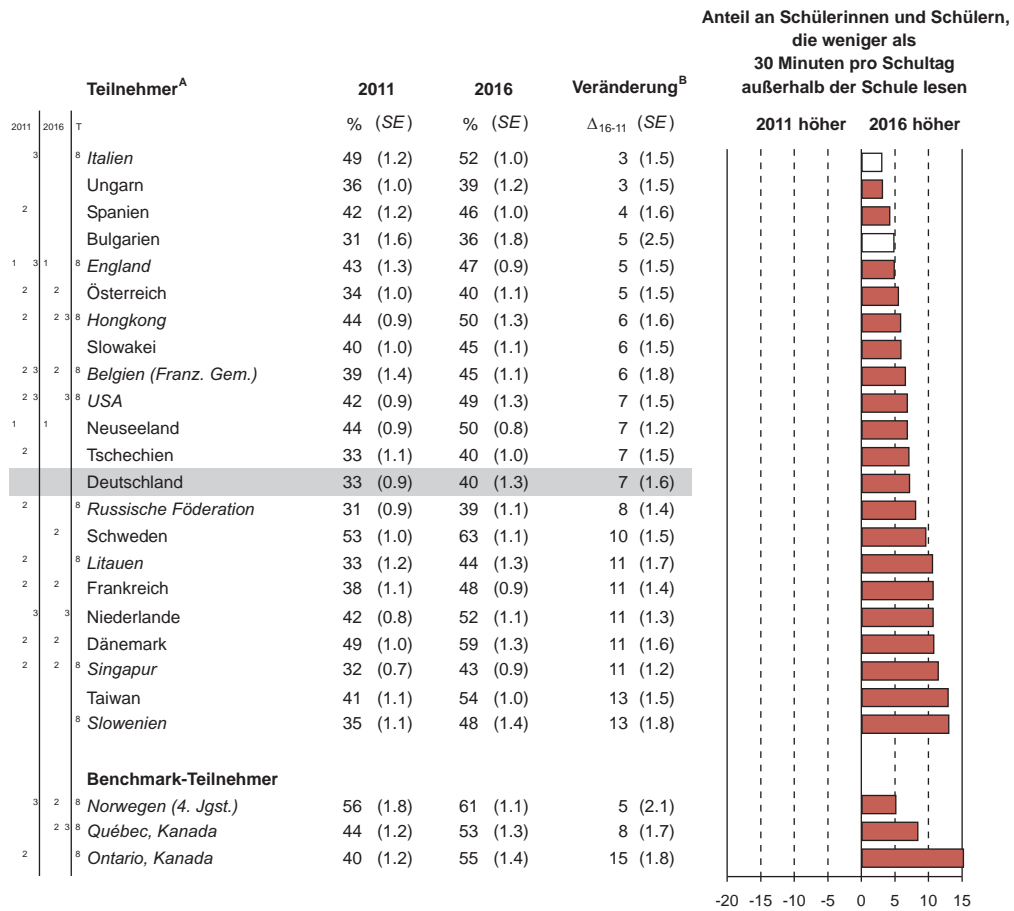 Anteil an Schülerinnen und Schülern,
die weniger als
30 Minuten pro Schultag
außerhalb der Schule lesen
Teilnehmer^A 2011 2016 Veränderung^B
2011 2016 T % (SE) % (SE) Δ16-11 (SE) 2011 höher 2016 höher
3 8 Italien 49 (1.2) 52 (1.0) 3 (1.5)
Ungarn 36 (1.0) 39 (1.2) 3 (1.5)
2 Spanien 42 (1.2) 46 (1.0) 4 (1.6)
Bulgarien 31 (1.6) 36 (1.8) 5 (2.5)
1 3 1 8 England 43 (1.3) 47 (0.9) 5 (1.5)
2 2 Österreich 34 (1.0) 40 (1.1) 5 (1.5)
2 2 3 8 Hongkong 44 (0.9) 50 (1.3) 6 (1.6)
Slowakei 40 (1.0) 45 (1.1) 6 (1.5)
2 3 2 8 Belgien (Franz. Gem.) 39 (1.4) 45 (1.1) 6 (1.8)
2 3 3 8 USA 42 (0.9) 49 (1.3) 7 (1.5)
1 1 Neuseeland 44 (0.9) 50 (0.8) 7 (1.2)
2 Tschechien 33 (1.1) 40 (1.0) 7 (1.5)
Deutschland 33 (0.9) 40 (1.3) 7 (1.6)
2 8 Russische Föderation 31 (0.9) 39 (1.1) 8 (1.4)
2 Schweden 53 (1.0) 63 (1.1) 10 (1.5)
2 8 Litauen 33 (1.2) 44 (1.3) 11 (1.7)
2 2 Frankreich 38 (1.1) 48 (0.9) 11 (1.4)
3 3 Niederlande 42 (0.8) 52 (1.1) 11 (1.3)
2 2 Dänemark 49 (1.0) 59 (1.3) 11 (1.6)
2 2 8 Singapur 32 (0.7) 43 (0.9) 11 (1.2)
Taiwan 41 (1.1) 54 (1.0) 13 (1.5)
8 Slowenien 35 (1.1) 48 (1.4) 13 (1.8)
Benchmark-Teilnehmer
3 2 8 Norwegen (4. Jgst.) 56 (1.8) 61 (1.1) 5 (2.1)
2 3 8 Québec, Kanada 44 (1.2) 53 (1.3) 8 (1.7)
2 8 Ontario, Kanada 40 (1.2) 55 (1.4) 15 (1.8)
-20 -15 -10 -5 0 5 10 15